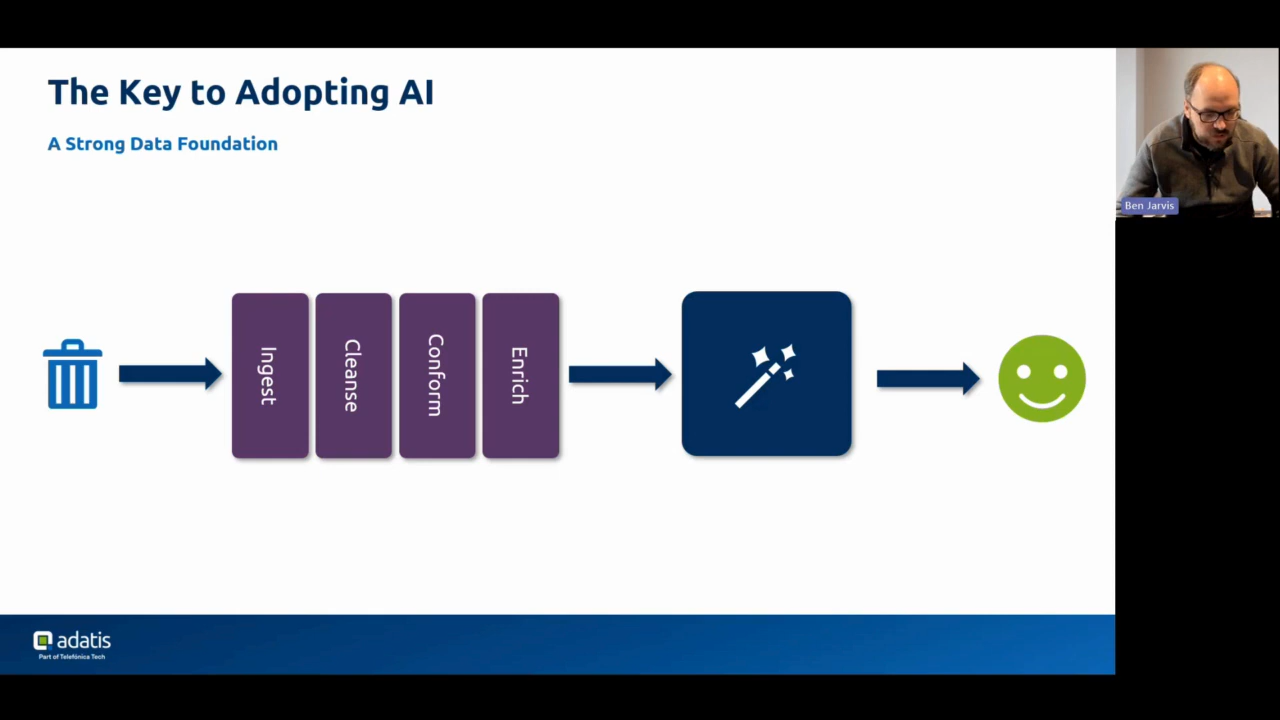 The Key to Adopting AI
A Strong Data Foundation
Ben Jarvis
Ingest
Cleanse
Conform
Enrich
adatis
Part of Telefónica Tech